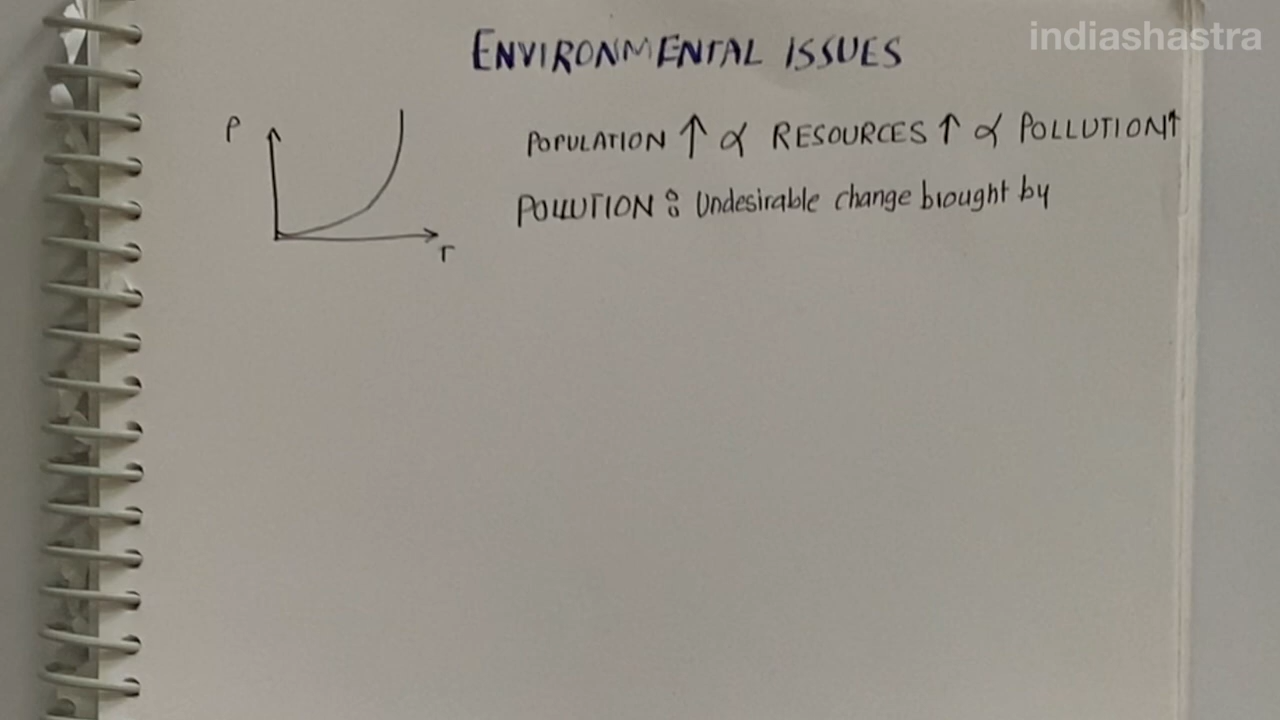 indiashastra
ENVIRONMENTAL ISSUES
P
POPULATION ↑ ∝ RESOURCES ↑ ∝ POLLUTION↑
POLLUTION : Undesirable change brought by
r